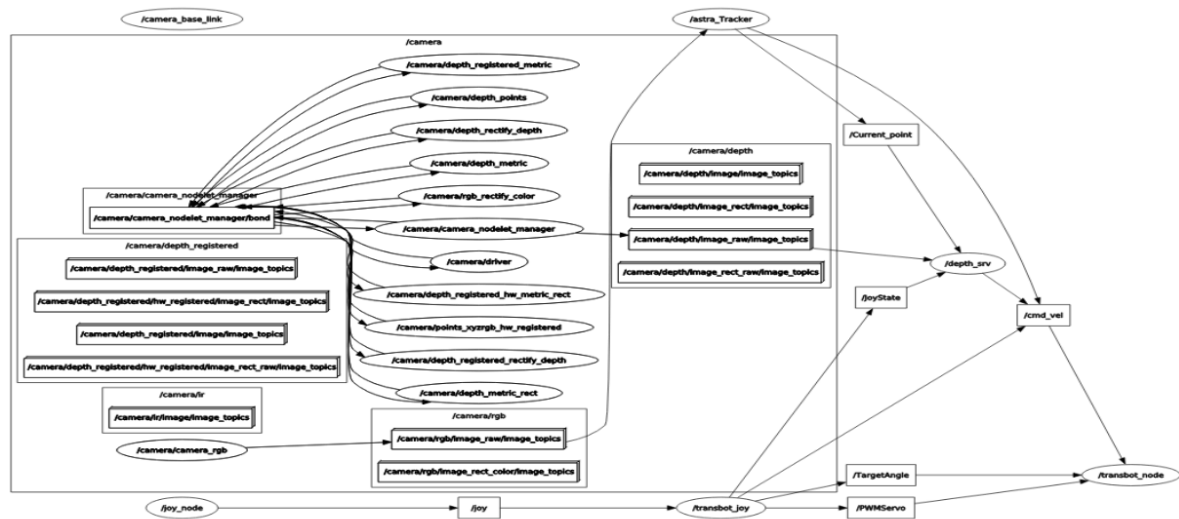 /camera_base_link
/astra_Tracker
/camera
/camera/depth_registered_metric
/camera/depth_points
/camera/depth_rectify_depth
/camera/depth_metric
/camera/rgb_rectify_color
/camera/camera_nodelet_manager
/camera/driver
/camera/depth_registered_hw_metric_rect
/camera/points_xyzrgb_hw_registered
/camera/depth_registered_rectify_depth
/camera/depth_metric_rect
/camera/camera_nodelet_manager
/camera/camera_nodelet_manager/bond
/camera/depth_registered
/camera/depth_registered/image_raw/image_topics
/camera/depth_registered/hw_registered/image_rect/image_topics
/camera/depth_registered/image/image_topics
/camera/depth_registered/hw_registered/image_rect_raw/image_topics
/camera/ir
/camera/ir/image/image_topics
/camera/camera_rgb
/camera/rgb
/camera/rgb/image_raw/image_topics
/camera/rgb/image_rect_color/image_topics
/camera/depth
/camera/depth/image/image_topics
/camera/depth/image_rect/image_topics
/camera/depth/image_raw/image_topics
/camera/depth/image_rect_raw/image_topics
/Current_point
/depth_srv
/JoyState
/cmd_vel
/TargetAngle
/PWMServo
/transbot_node
/joy_node
/joy
/transbot_joy